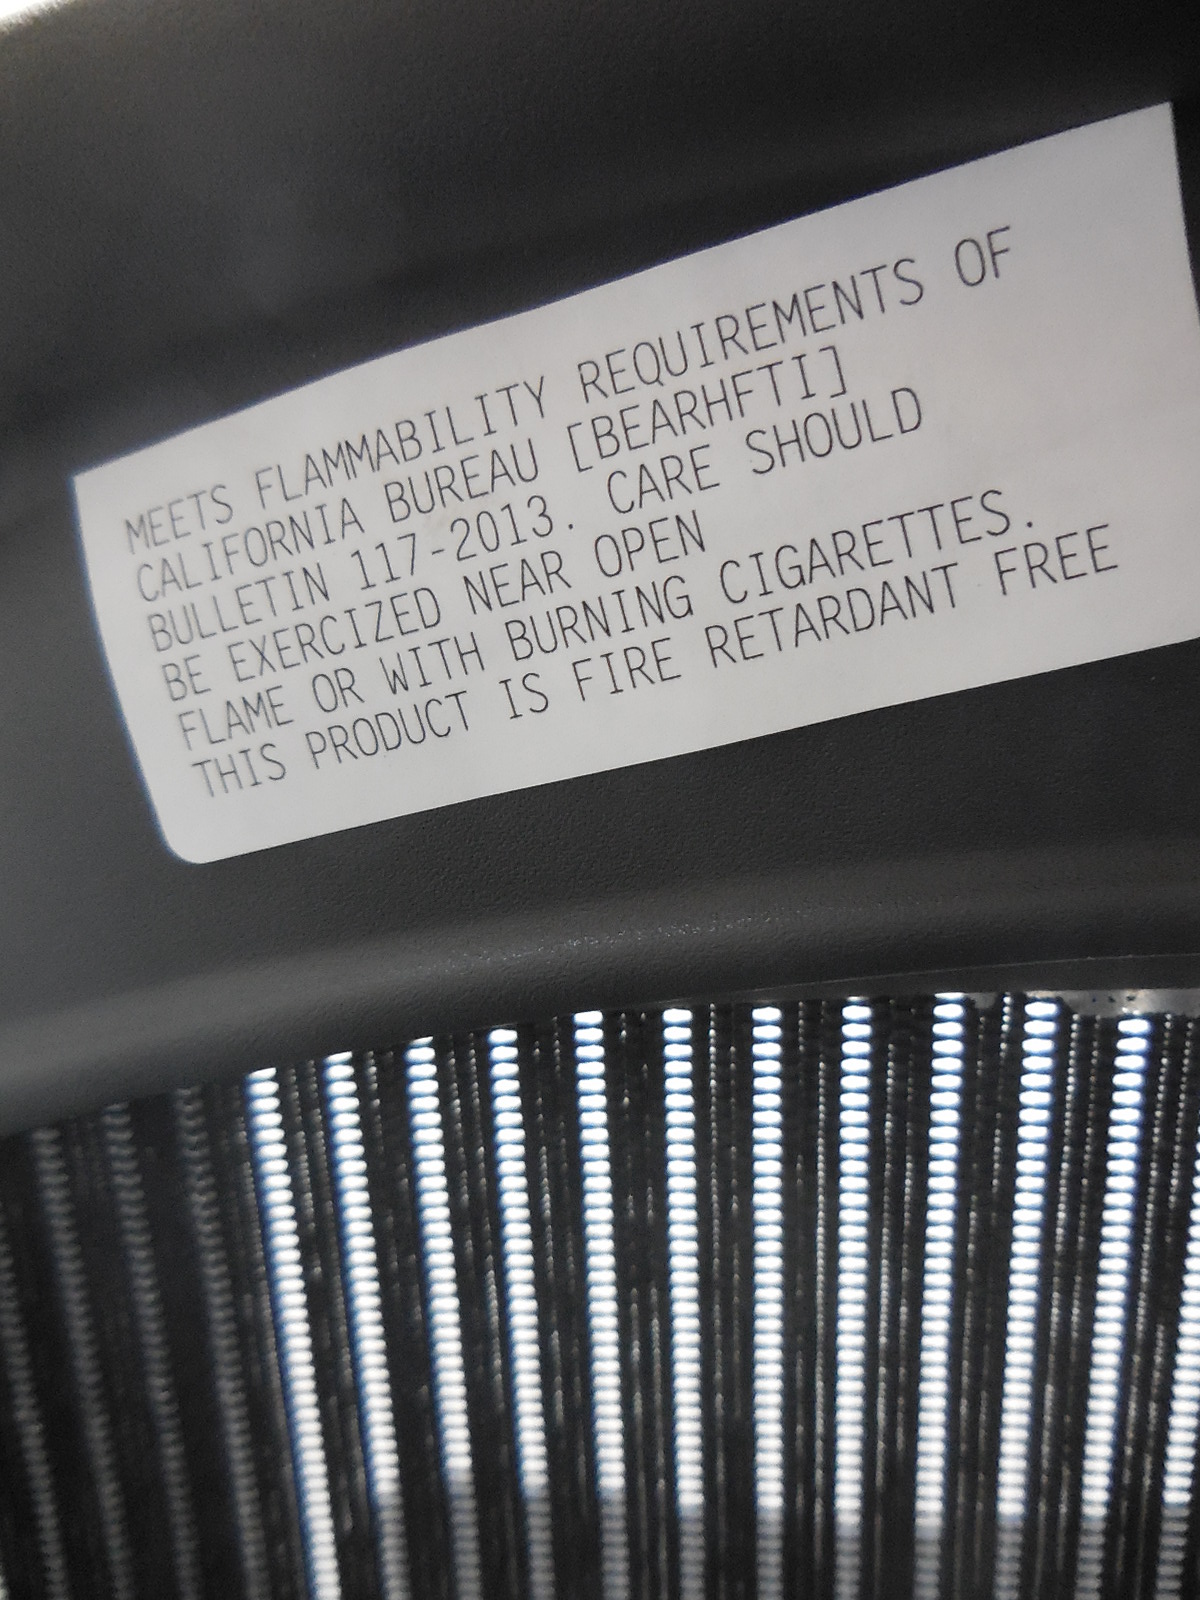 MEETS FLAMMABILITY REQUIREMENTS OF
CALIFORNIA BUREAU [BEARHFTI]
BULLETIN 117-2013. CARE SHOULD
BE EXERCIZED NEAR OPEN
FLAME OR WITH BURNING CIGARETTES.
THIS PRODUCT IS FIRE RETARDANT FREE